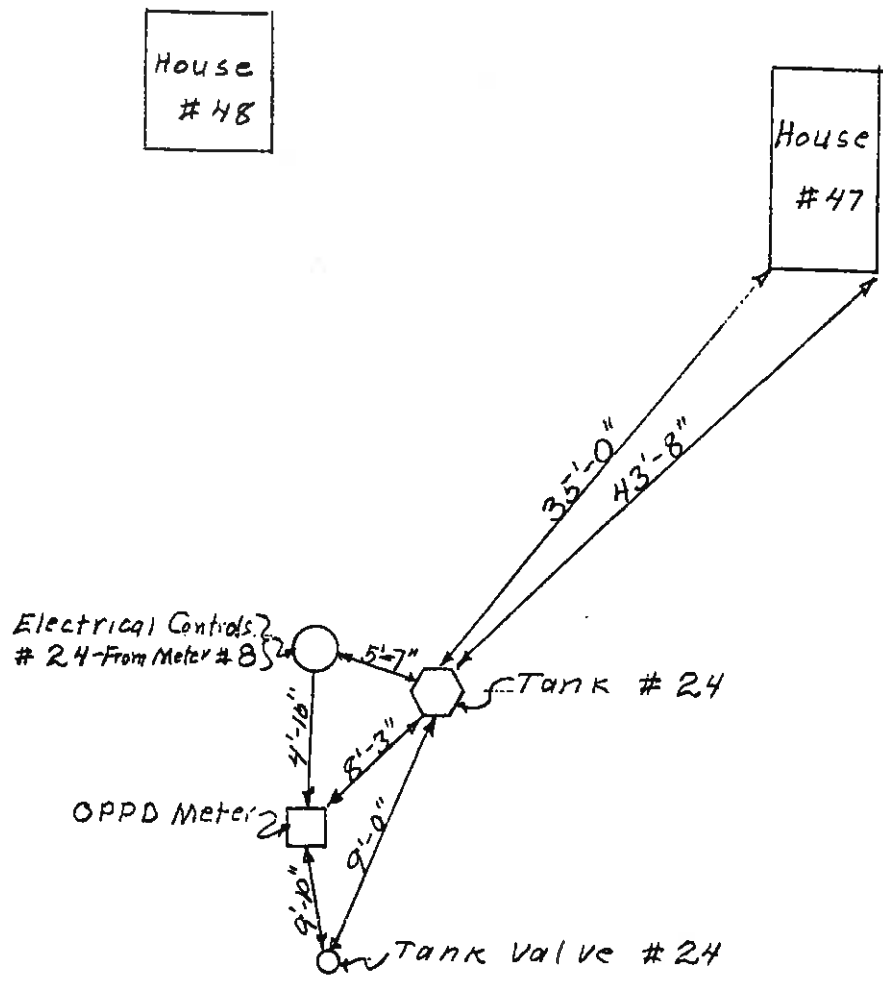 House
# 48
House
# 47
35'-0"
43'-8"
Electrical Controls
# 24-From Meter #8
5'-7"
Tank # 24
4'-10"
8'-3"
OPPD Meter
9'-0"
9'-10"
Tank Valve # 24